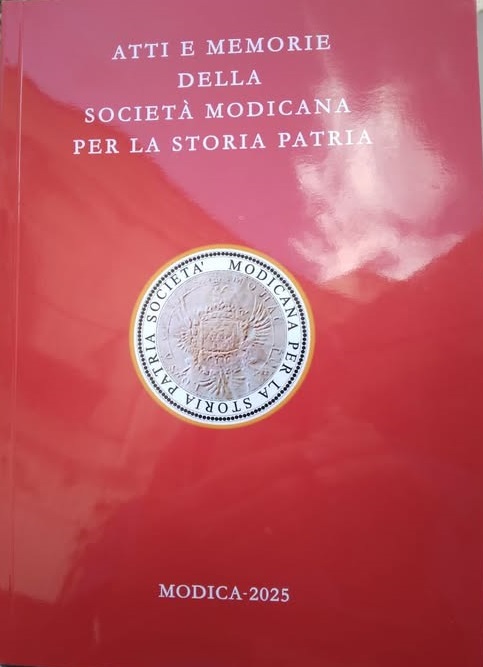 ATTI E MEMORIE
DELLA
SOCIETÀ MODICANA
PER LA STORIA PATRIA
SOCIETA' MODICANA PER LA STORIA PATRIA
MODICA-2025